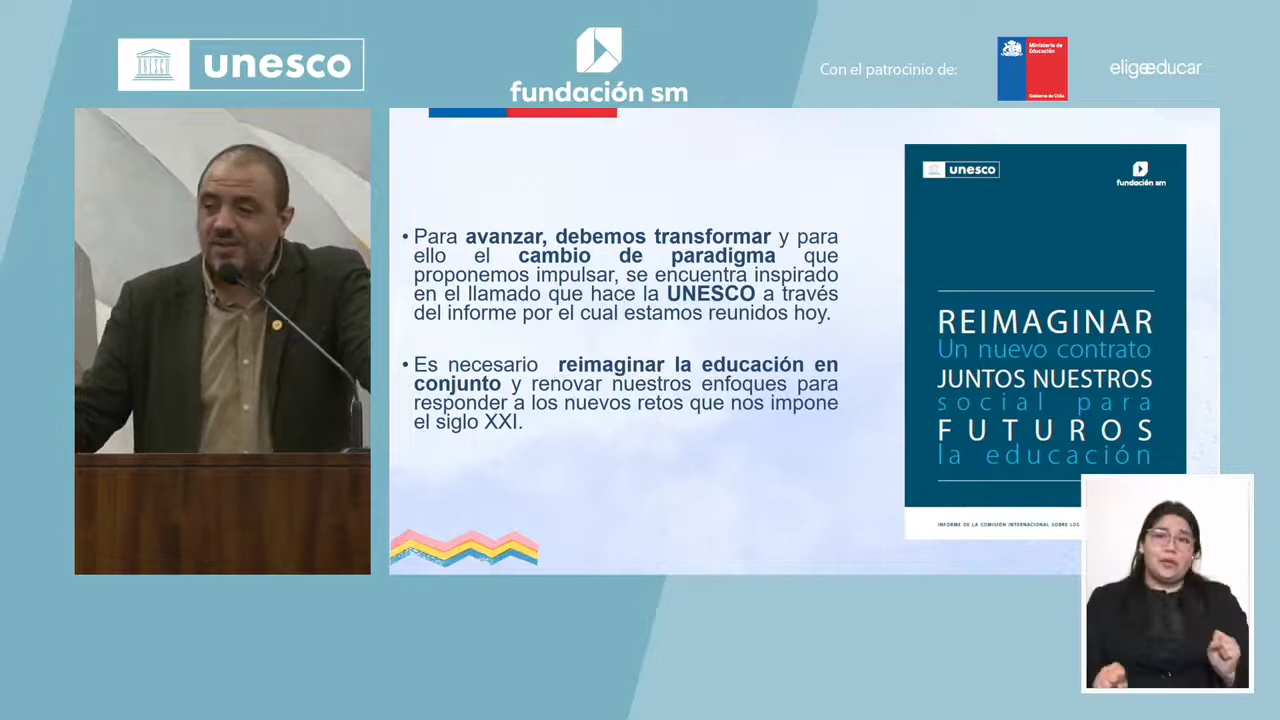 unesco
fundación sm
Con el patrocinio de:
Ministerio de
Educación
Gobierno de Chile
eligeeducar
• Para avanzar, debemos transformar y para
ello el cambio de paradigma que
proponemos impulsar, se encuentra inspirado
en el llamado que hace la UNESCO a través
del informe por el cual estamos reunidos hoy.
• Es necesario reimaginar la educación en
conjunto y renovar nuestros enfoques para
responder a los nuevos retos que nos impone
el siglo XXI.
unesco
fundación sm
REIMAGINAR
Un nuevo contrato
JUNTOS NUESTROS
social para
FUTUROS
la educación
INFORME DE LA COMISIÓN INTERNACIONAL SOBRE LOS